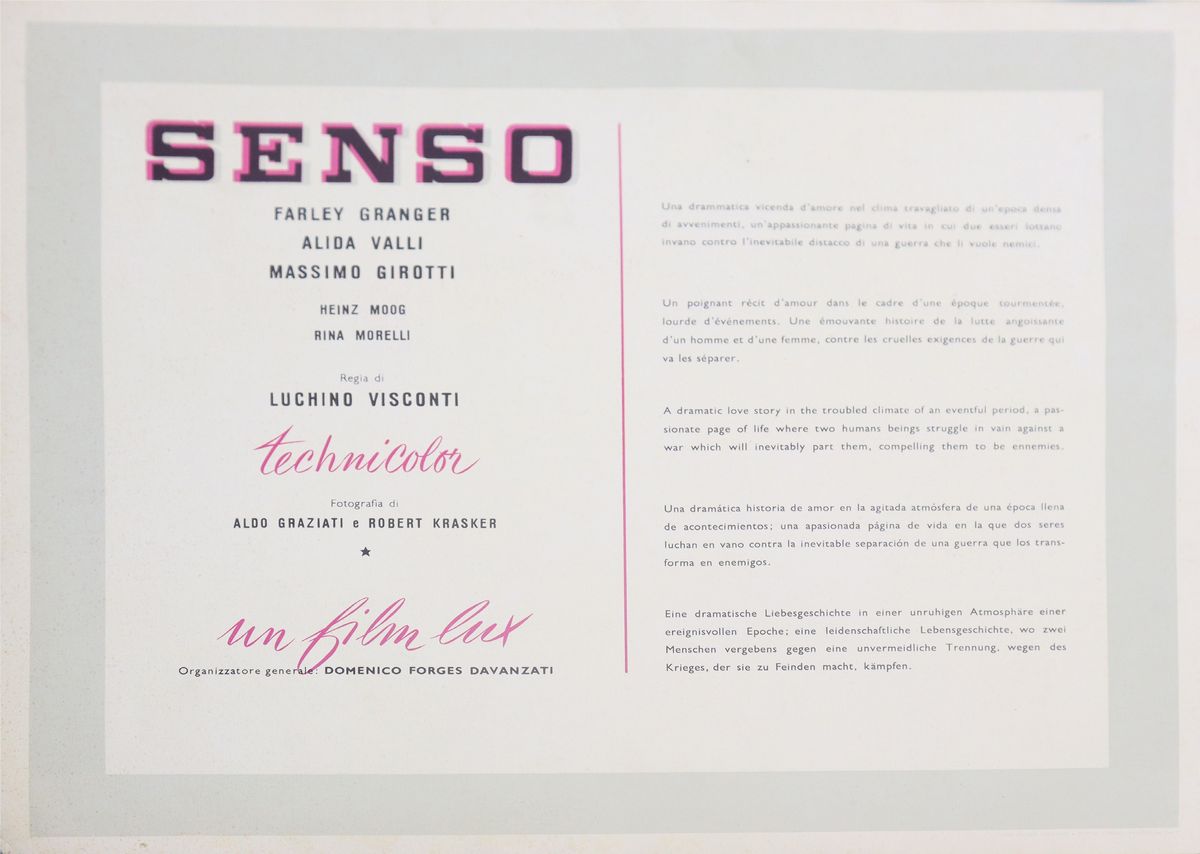 SENSO
FARLEY GRANGER
ALIDA VALLI
MASSIMO GIROTTI
HEINZ MOOG
RINA MORELLI
Regia di
LUCHINO VISCONTI
technicolor
Fotografia di
ALDO GRAZIATI e ROBERT KRASKER
un film lux
Organizzatore generale: DOMENICO FORGES DAVANZATI
Una drammatica vicenda d'amore nel clima travagliato di un'epoca densa
di avvenimenti, un'appassionante pagina di vita in cui due esseri lottano
invano contro l'inevitabile distacco di una guerra che li vuole nemici.
Un poignant récit d'amour dans le cadre d'une époque tourmentée,
lourde d'événements. Une émouvante histoire de la lutte angoissante
d'un homme et d'une femme, contre les cruelles exigences de la guerre qui
va les séparer.
A dramatic love story in the troubled climate of an eventful period, a pas-
sionate page of life where two humans beings struggle in vain against a
war which will inevitably part them, compelling them to be ennemies.
Una dramática historia de amor en la agitada atmósfera de una época llena
de acontecimientos; una apasionada página de vida en la que dos seres
luchan en vano contra la inevitable separación de una guerra que los trans-
forma en enemigos.
Eine dramatische Liebesgeschichte in einer unruhigen Atmosphäre einer
ereignisvollen Epoche; eine leidenschaftliche Lebensgeschichte, wo zwei
Menschen vergebens gegen eine unvermeidliche Trennung, wegen des
Krieges, der sie zu Feinden macht, kämpfen.